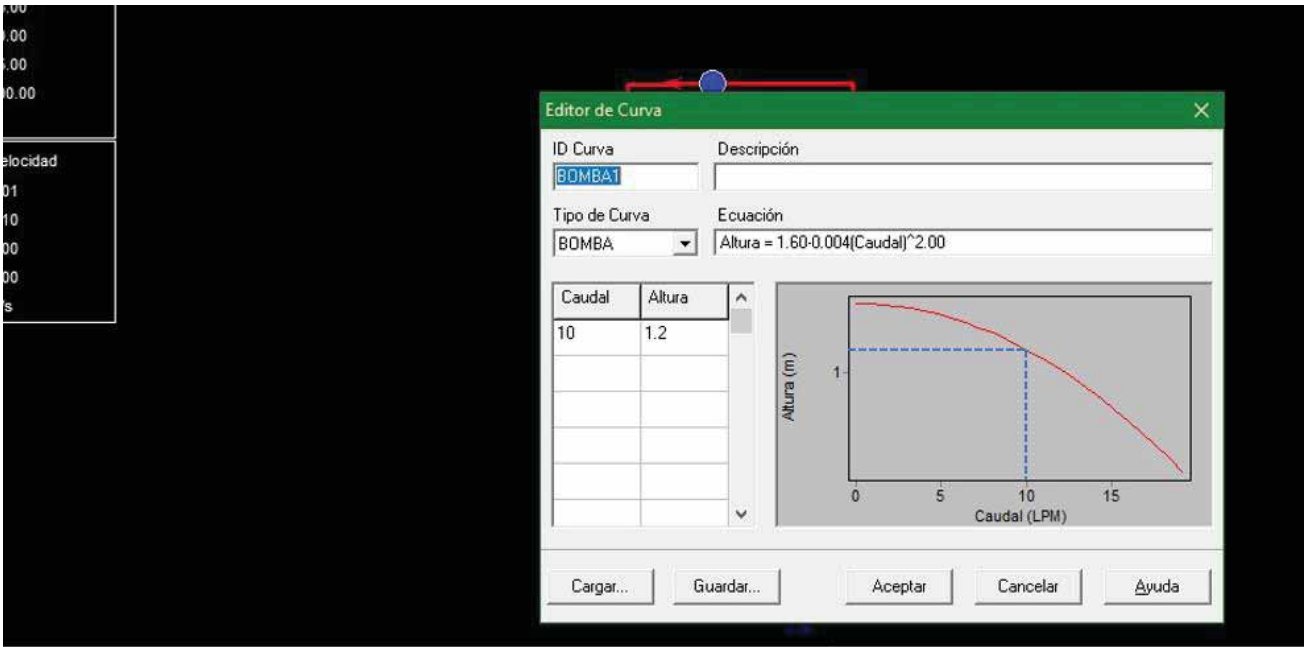 .00
.00
00.00
elocidad
01
10
00
00
/s
Editor de Curva
ID Curva Descripción
BOMBA1
Tipo de Curva Ecuación
BOMBA Altura = 1.60-0.004(Caudal)^2.00
Caudal Altura
10 1.2
Altura (m)
1
0 5 10 15
Caudal (LPM)
Cargar... Guardar... Aceptar Cancelar Ayuda